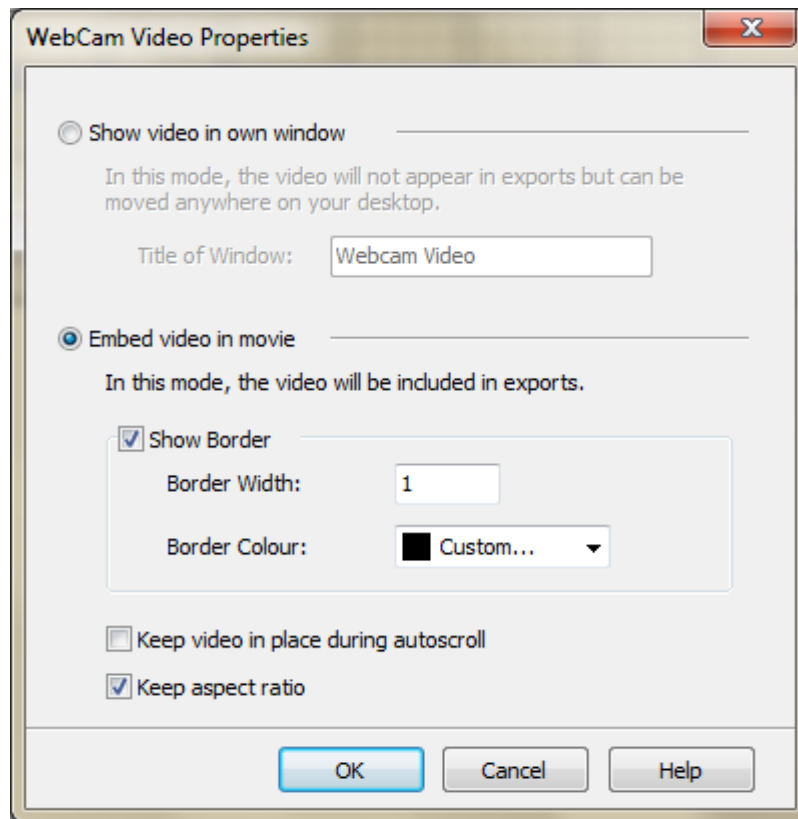 WebCam Video Properties
Show video in own window
In this mode, the video will not appear in exports but can be
moved anywhere on your desktop.
Title of Window: Webcam Video
Embed video in movie
In this mode, the video will be included in exports.
Show Border
Border Width: 1
Border Colour: Custom...
Keep video in place during autoscroll
Keep aspect ratio
OK Cancel Help